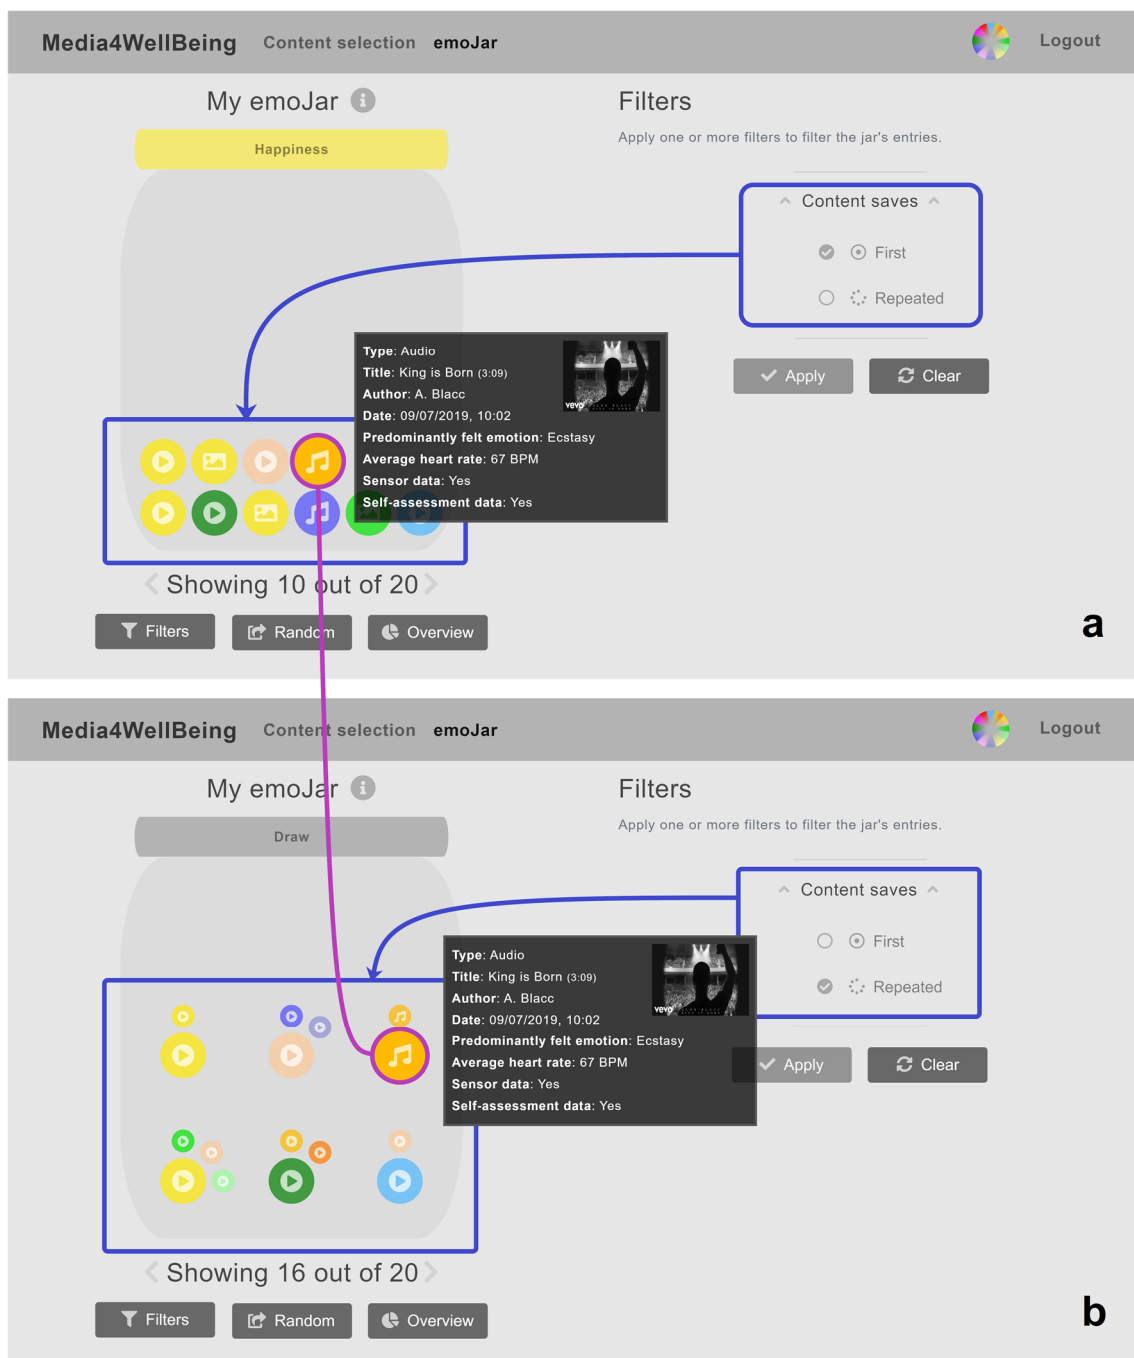 Media4WellBeing Content selection emoJar Logout
My emoJar
Filters
Happiness
Apply one or more filters to filter the jar's entries.
Content saves
First
Repeated
Type: Audio
Title: King is Born (3:09)
Author: A. Blacc
Date: 09/07/2019, 10:02
Predominantly felt emotion: Ecstasy
Average heart rate: 67 BPM
Sensor data: Yes
Self-assessment data: Yes
vevo
Apply Clear
Showing 10 out of 20
Filters Random Overview
a
Media4WellBeing Content selection emoJar Logout
My emoJar
Filters
Draw
Apply one or more filters to filter the jar's entries.
Content saves
First
Repeated
Type: Audio
Title: King is Born (3:09)
Author: A. Blacc
Date: 09/07/2019, 10:02
Predominantly felt emotion: Ecstasy
Average heart rate: 67 BPM
Sensor data: Yes
Self-assessment data: Yes
vevo
Apply Clear
Showing 16 out of 20
Filters Random Overview
b